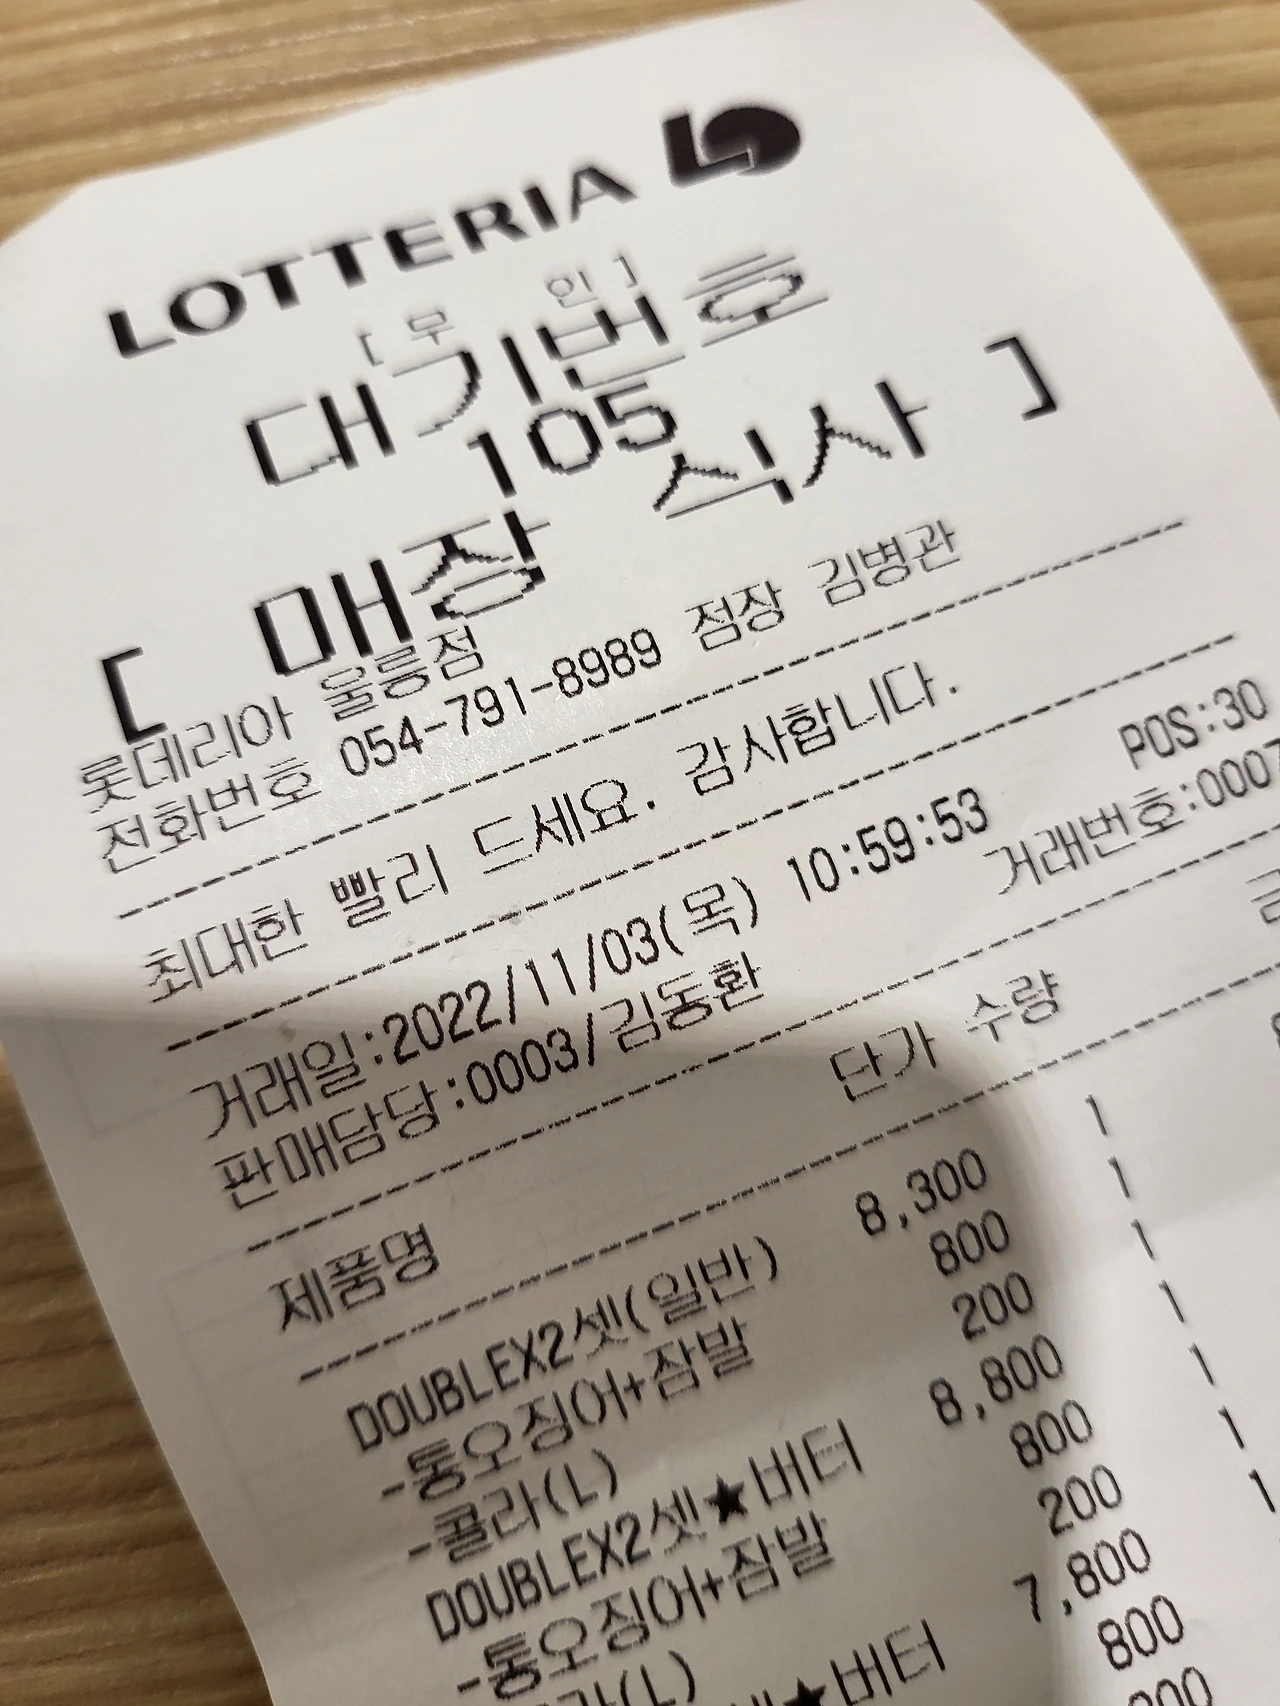 LOTTERIA
[ 무 인 ]
대기번호
105
[ 매장 식사 ]
롯데리아 울릉점
전화번호 054-791-8989 점장 김병관
최대한 빨리 드세요. 감사합니다.
POS:30
거래일:2022/11/03(목) 10:59:53
판매담당:0003/김동환 거래번호:0007
제품명 단가 수량
DOUBLEX2셋(일반) 8,300 1
-통오징어+잠발 800 1
-콜라(L) 200 1
DOUBLEX2셋★버터 8,800 1
-통오징어+잠발 800 1
콜라(L) 200 1
셋★버터 7,800 1
800